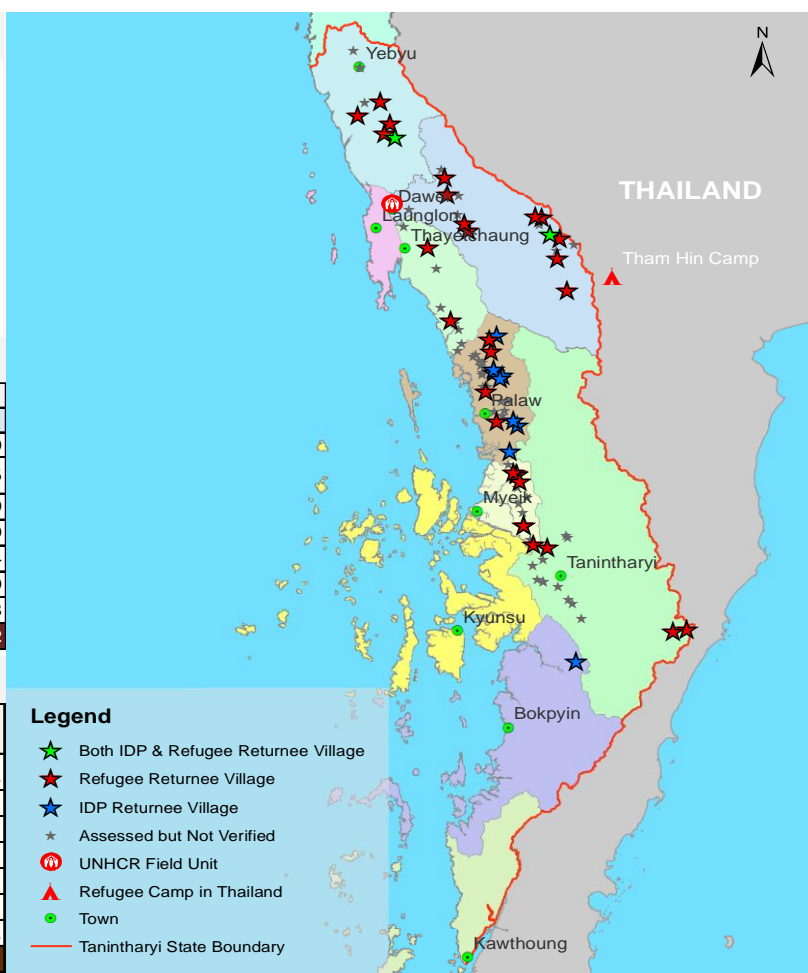 N
Yebyu
THAILAND
Dawei
Launglon
Thayetchaung
Tham Hin Camp
Palaw
Myeik
Tanintharyi
Kyunsu
Bokpyin
Legend
Both IDP & Refugee Returnee Village
Refugee Returnee Village
IDP Returnee Village
Assessed but Not Verified
UNHCR Field Unit
Refugee Camp in Thailand
Town
Tanintharyi State Boundary
Kawthoung